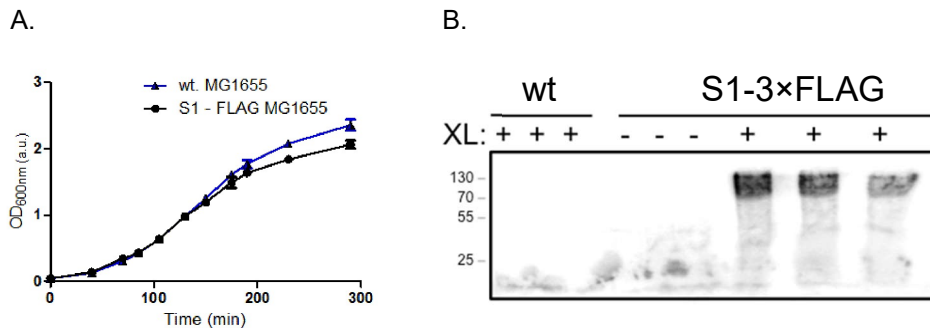 A.
3
2
1
0
OD600nm (a.u.)
wt. MG1655
S1 - FLAG MG1655
0 100 200 300
Time (min)
B.
wt S1-3×FLAG
XL: + + + - - - + + +
130
70
55
25